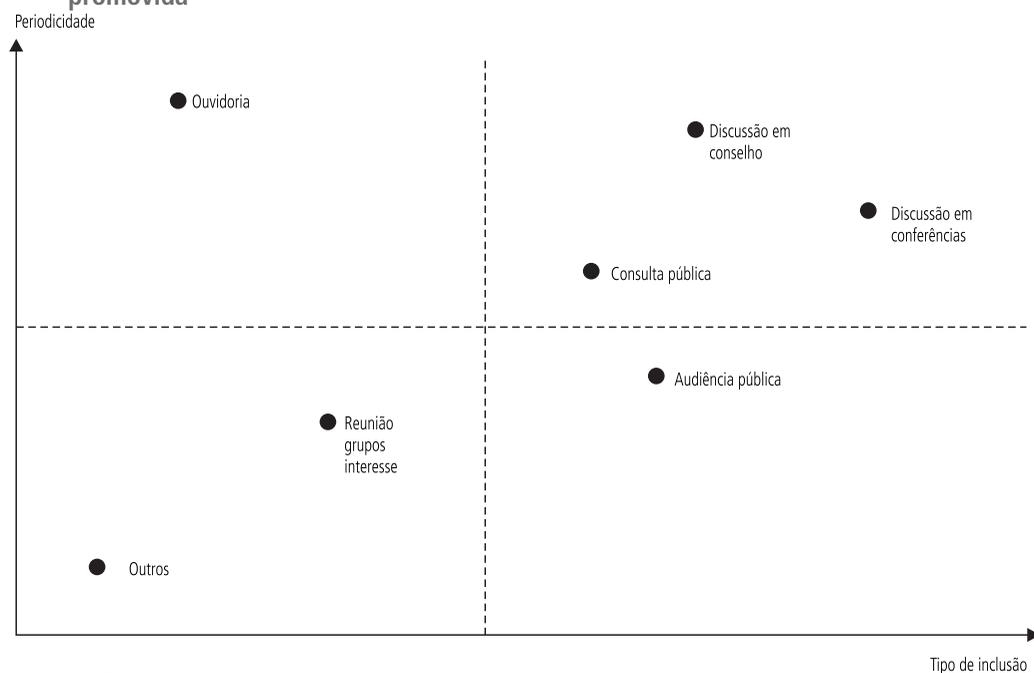 promovida
Periodicidade
Ouvidoria
Discussão em
conselho
Discussão em
conferências
Consulta pública
Audiência pública
Reunião
grupos
interesse
Outros
Tipo de inclusão